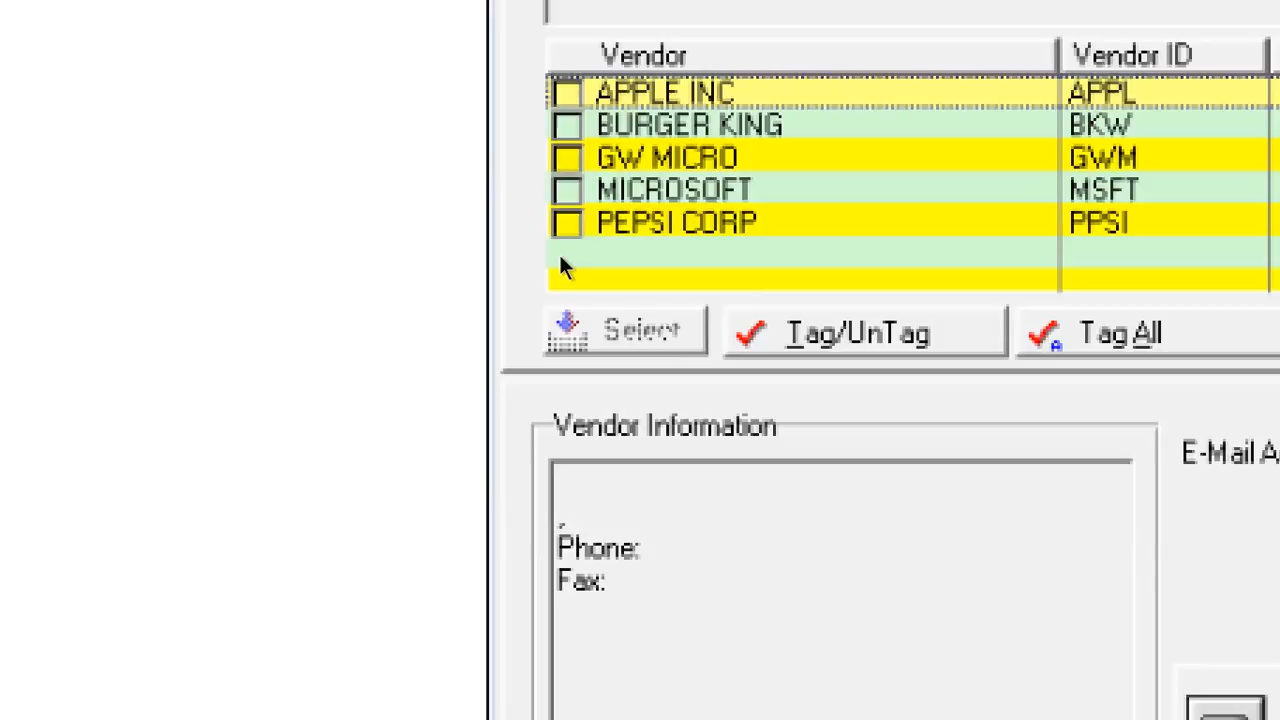 Vendor Vendor ID
APPLE INC APPL
BURGER KING BKW
GW MICRO GWM
MICROSOFT MSFT
PEPSI CORP PPSI
Select Tag/UnTag Tag All
Vendor Information
E-Mail A
,
Phone:
Fax: